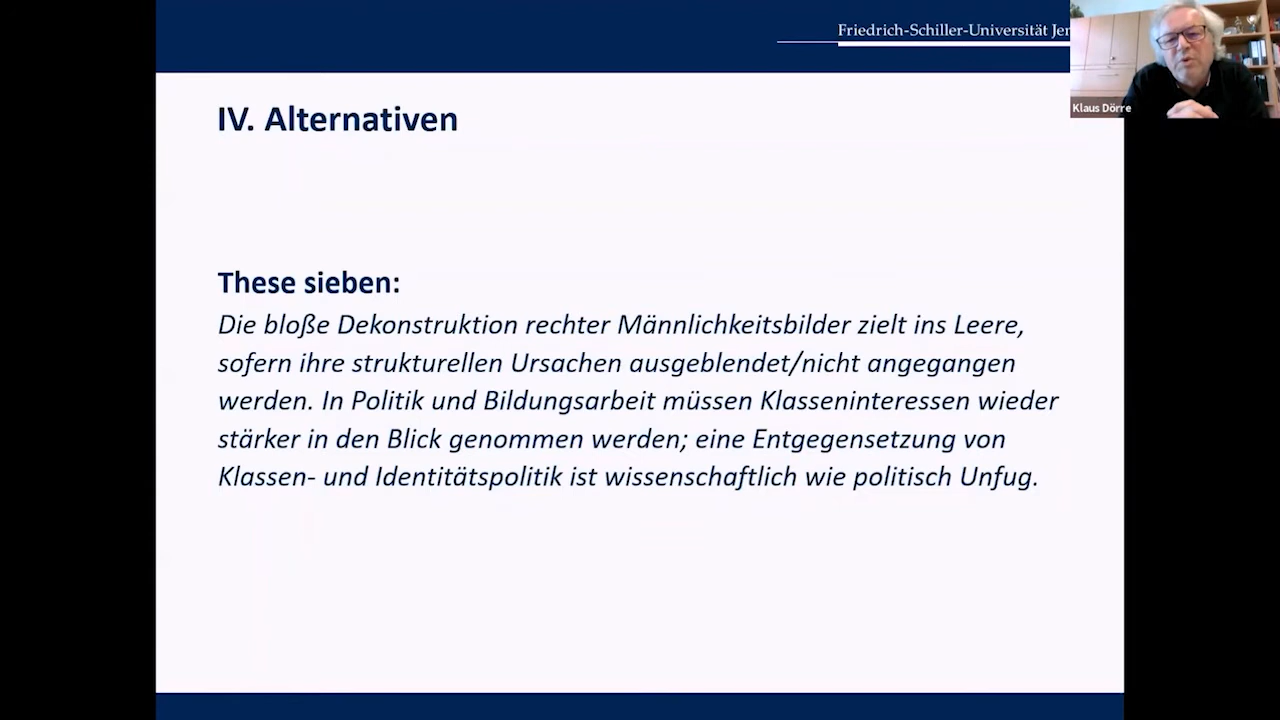 Friedrich-Schiller-Universität
Klaus Dörre
IV. Alternativen
These sieben:
Die bloße Dekonstruktion rechter Männlichkeitsbilder zielt ins Leere,
sofern ihre strukturellen Ursachen ausgeblendet/nicht angegangen
werden. In Politik und Bildungsarbeit müssen Klasseninteressen wieder
stärker in den Blick genommen werden; eine Entgegensetzung von
Klassen- und Identitätspolitik ist wissenschaftlich wie politisch Unfug.